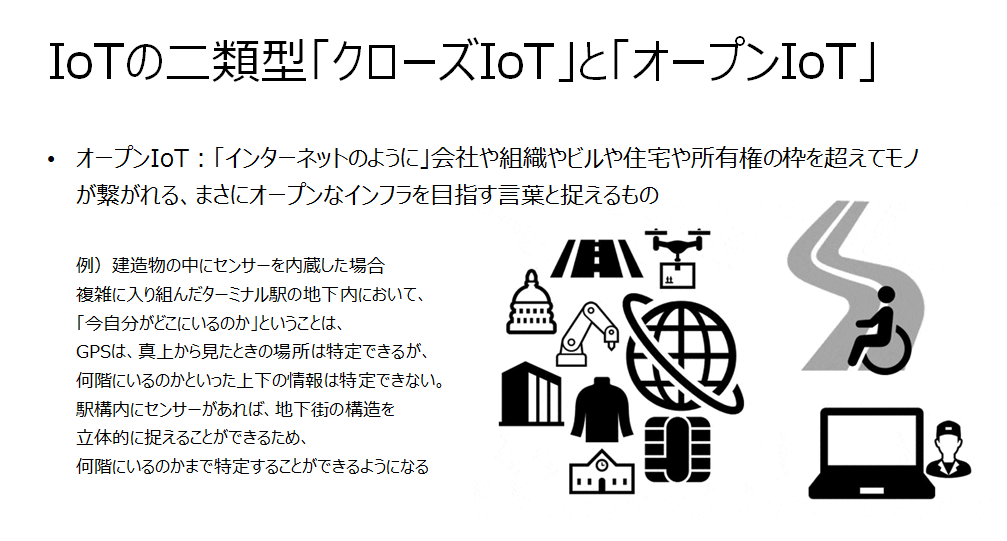 IoTの二類型「クローズIoT」と「オープンIoT」
• オープンIoT：「インターネットのように」会社や組織やビルや住宅や所有権の枠を超えてモノ
が繋がれる、まさにオープンなインフラを目指す言葉と捉えるもの
例）建造物の中にセンサーを内蔵した場合
複雑に入り組んだターミナル駅の地下内において、
「今自分がどこにいるのか」ということは、
GPSは、真上から見たときの場所は特定できるが、
何階にいるのかといった上下の情報は特定できない。
駅構内にセンサーがあれば、地下街の構造を
立体的に捉えることができるため、
何階にいるのかまで特定することができるようになる